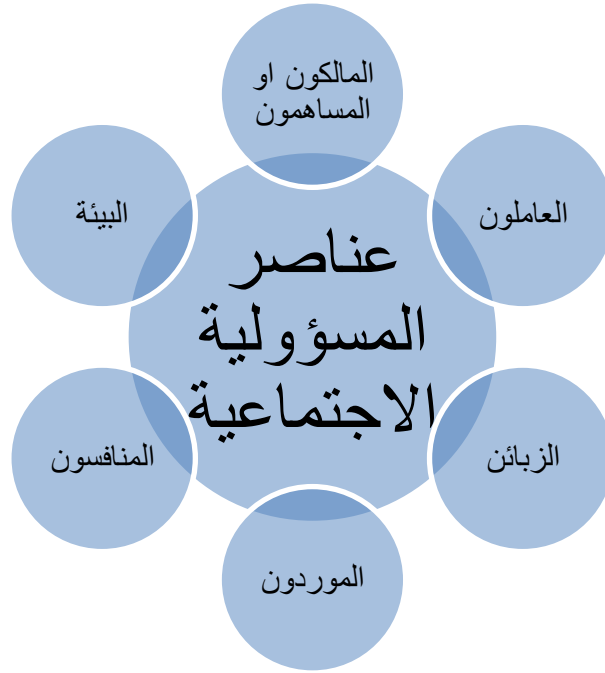 المالكون او
المساهمون
العاملون
البيئة
عناصر
المسؤولية
الاجتماعية
الزبائن
المنافسون
الموردون